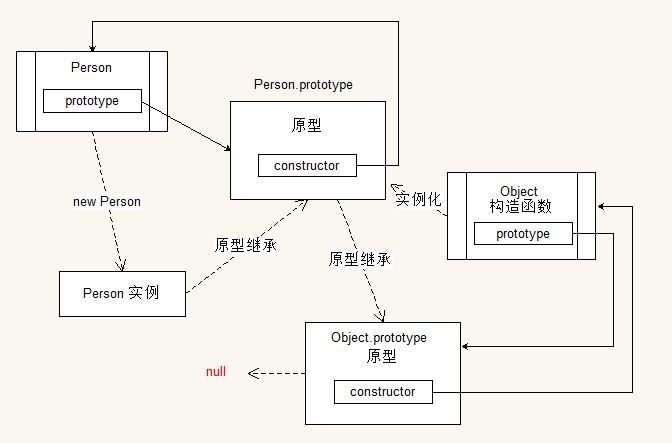 Person
prototype
Person.prototype
原型
constructor
new Person
Person 实例
原型继承
原型继承
实例化
Object
构造函数
prototype
Object.prototype
原型
constructor
null